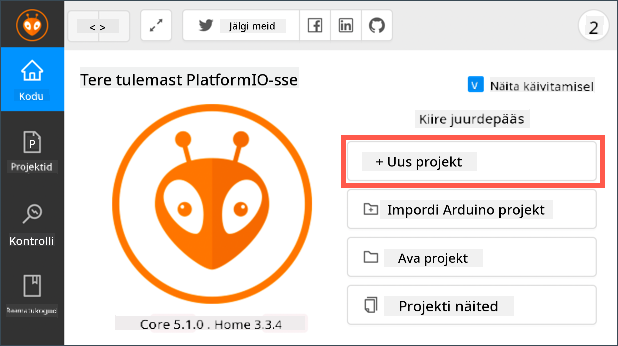 < >
Jälgi meid
2
Kodu
Projektid
Kontrolli
Tere tulemast PlatformIO-sse
v Näita käivitamisel
Kiire juurdepääs
+ Uus projekt
Impordi Arduino projekt
Ava projekt
Projekti näited
Core 5.1.0 . Home 3.3.4